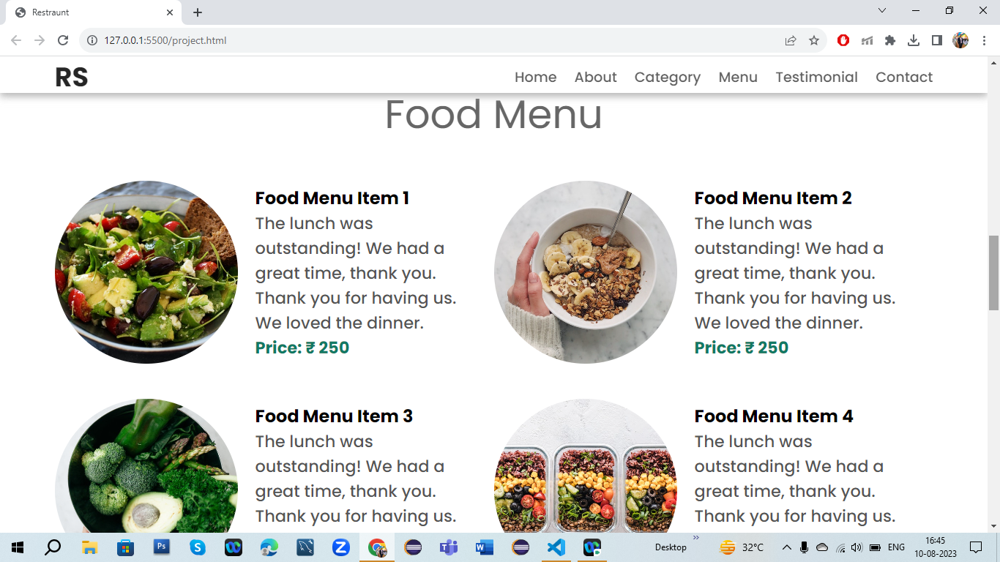 Restraunt
127.0.0.1:5500/project.html
RS
Home About Category Menu Testimonial Contact
Food Menu
Food Menu Item 1
The lunch was
outstanding! We had a
great time, thank you.
Thank you for having us.
We loved the dinner.
Price: ₹ 250
Food Menu Item 2
The lunch was
outstanding! We had a
great time, thank you.
Thank you for having us.
We loved the dinner.
Price: ₹ 250
Food Menu Item 3
The lunch was
outstanding! We had a
great time, thank you.
Thank you for having us.
Food Menu Item 4
The lunch was
outstanding! We had a
great time, thank you.
Thank you for having us.
Ps
Desktop
32°C
ENG
16:45
10-08-2023